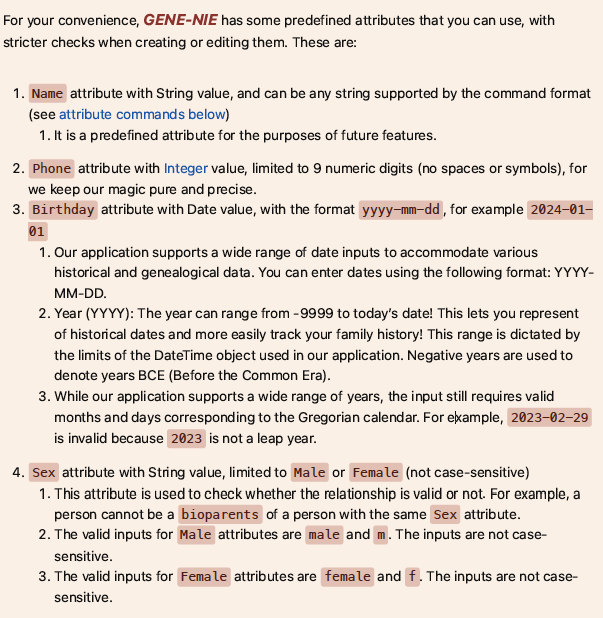 For your convenience, GENE-NIE has some predefined attributes that you can use, with
stricter checks when creating or editing them. These are:
1. Name attribute with String value, and can be any string supported by the command format
(see attribute commands below)
1. It is a predefined attribute for the purposes of future features.
2. Phone attribute with Integer value, limited to 9 numeric digits (no spaces or symbols), for
we keep our magic pure and precise.
3. Birthday attribute with Date value, with the format yyyy-mm-dd, for example 2024-01-
01
1. Our application supports a wide range of date inputs to accommodate various
historical and genealogical data. You can enter dates using the following format: YYYY-
MM-DD.
2. Year (YYYY): The year can range from -9999 to today's date! This lets you represent
of historical dates and more easily track your family history! This range is dictated by
the limits of the DateTime object used in our application. Negative years are used to
denote years BCE (Before the Common Era).
3. While our application supports a wide range of years, the input still requires valid
months and days corresponding to the Gregorian calendar. For example, 2023-02-29
is invalid because 2023 is not a leap year.
4. Sex attribute with String value, limited to Male or Female (not case-sensitive)
1. This attribute is used to check whether the relationship is valid or not. For example, a
person cannot be a bioparents of a person with the same Sex attribute.
2. The valid inputs for Male attributes are male and m. The inputs are not case-
sensitive.
3. The valid inputs for Female attributes are female and f. The inputs are not case-
sensitive.